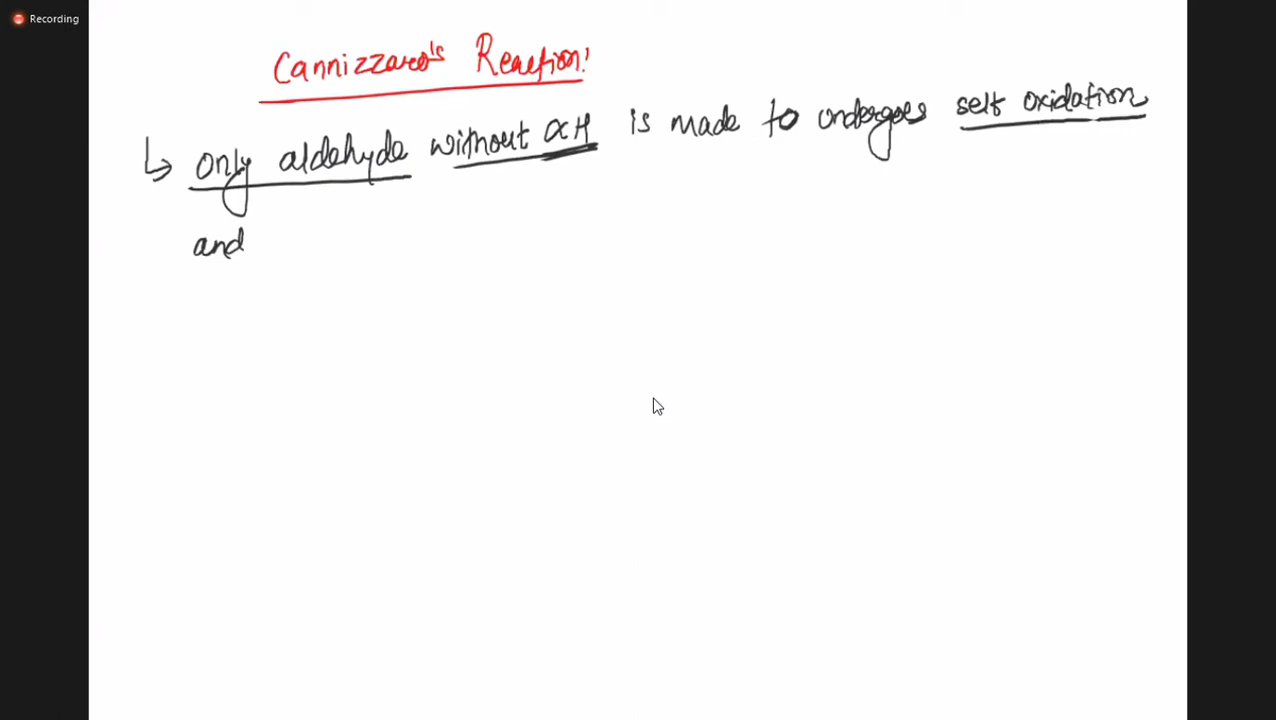 Recording
Cannizzaro's Reaction:
↳ only aldehyde without αH is made to undergoes self oxidation
and